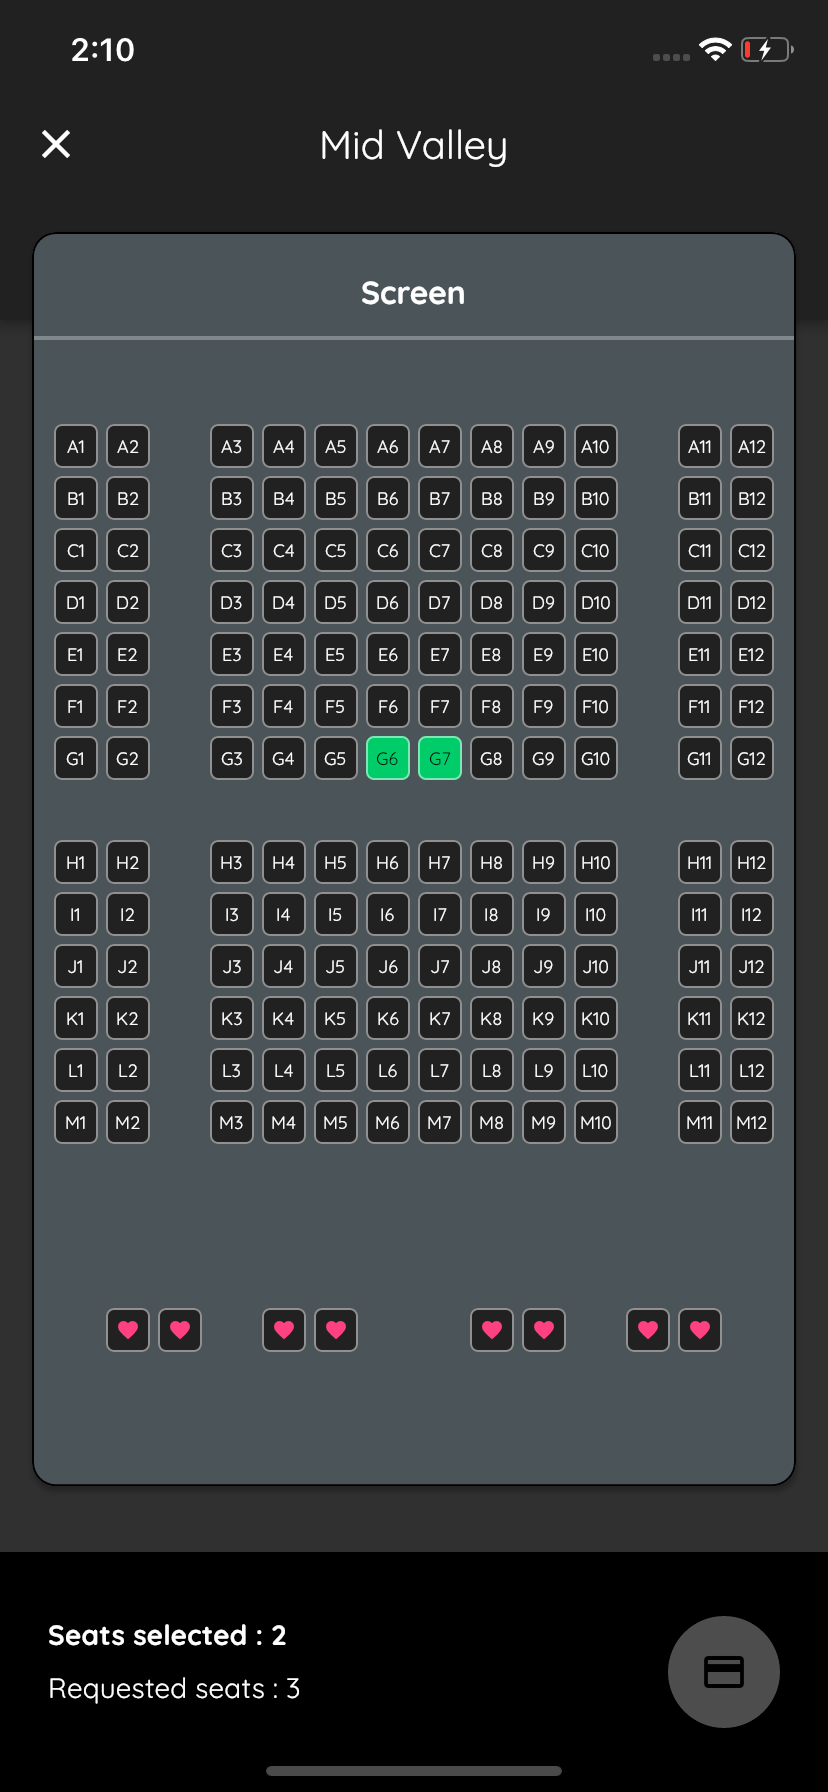 2:10
Mid Valley
Screen
A1 A2 A3 A4 A5 A6 A7 A8 A9 A10 A11 A12
B1 B2 B3 B4 B5 B6 B7 B8 B9 B10 B11 B12
C1 C2 C3 C4 C5 C6 C7 C8 C9 C10 C11 C12
D1 D2 D3 D4 D5 D6 D7 D8 D9 D10 D11 D12
E1 E2 E3 E4 E5 E6 E7 E8 E9 E10 E11 E12
F1 F2 F3 F4 F5 F6 F7 F8 F9 F10 F11 F12
G1 G2 G3 G4 G5 G6 G7 G8 G9 G10 G11 G12
H1 H2 H3 H4 H5 H6 H7 H8 H9 H10 H11 H12
I1 I2 I3 I4 I5 I6 I7 I8 I9 I10 I11 I12
J1 J2 J3 J4 J5 J6 J7 J8 J9 J10 J11 J12
K1 K2 K3 K4 K5 K6 K7 K8 K9 K10 K11 K12
L1 L2 L3 L4 L5 L6 L7 L8 L9 L10 L11 L12
M1 M2 M3 M4 M5 M6 M7 M8 M9 M10 M11 M12
Seats selected : 2
Requested seats : 3